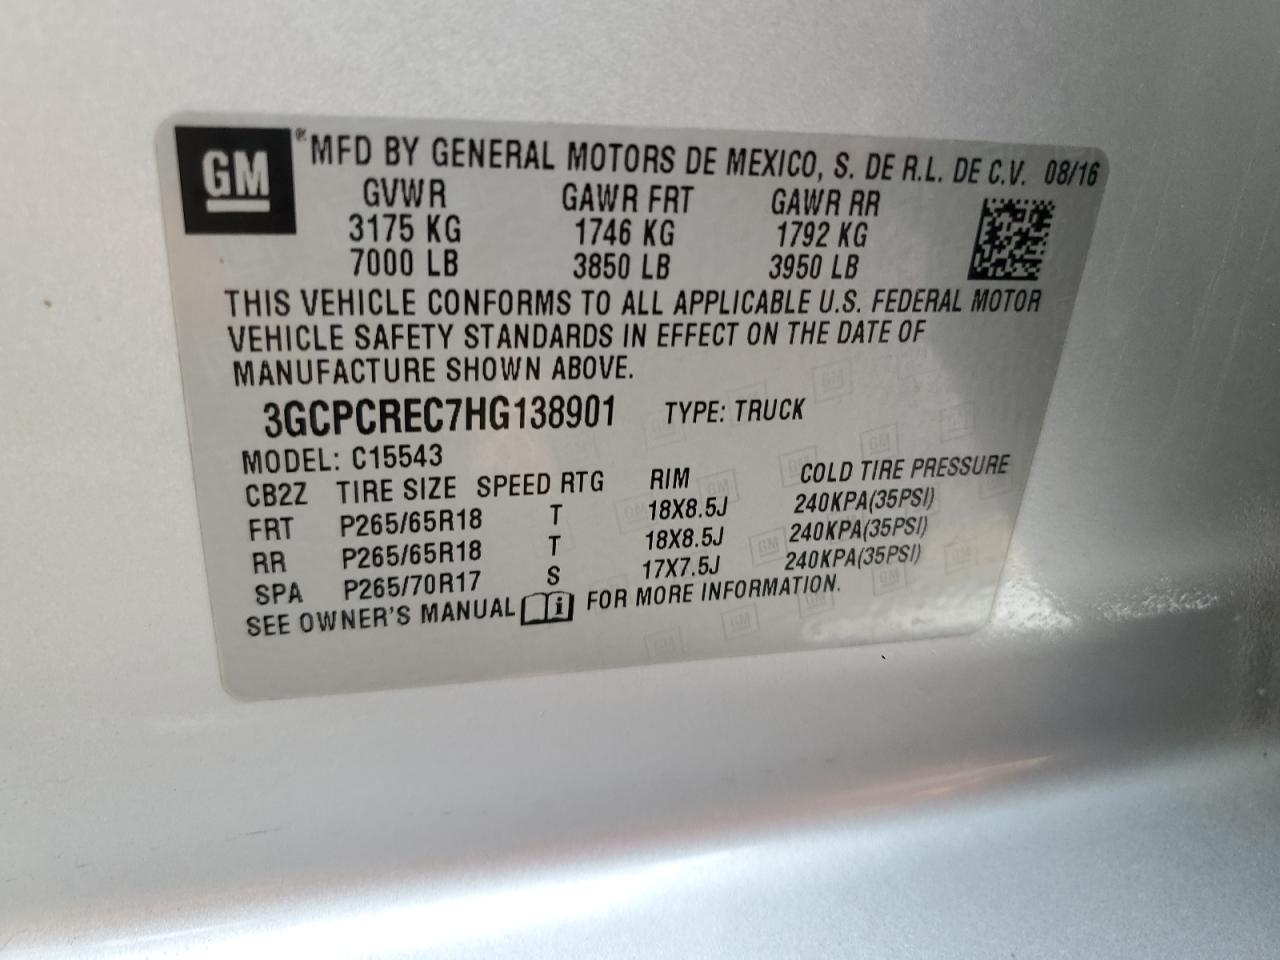 GM
® MFD BY GENERAL MOTORS DE MEXICO, S. DE R.L. DE C.V. 08/16
GVWR GAWR FRT GAWR RR
3175 KG 1746 KG 1792 KG
7000 LB 3850 LB 3950 LB
THIS VEHICLE CONFORMS TO ALL APPLICABLE U.S. FEDERAL MOTOR
VEHICLE SAFETY STANDARDS IN EFFECT ON THE DATE OF
MANUFACTURE SHOWN ABOVE.
3GCPCREC7HG138901 TYPE: TRUCK
MODEL: C15543
CB2Z TIRE SIZE SPEED RTG RIM COLD TIRE PRESSURE
FRT P265/65R18 T 18X8.5J 240KPA(35PSI)
RR P265/65R18 T 18X8.5J 240KPA(35PSI)
SPA P265/70R17 S 17X7.5J 240KPA(35PSI)
SEE OWNER'S MANUAL i FOR MORE INFORMATION.